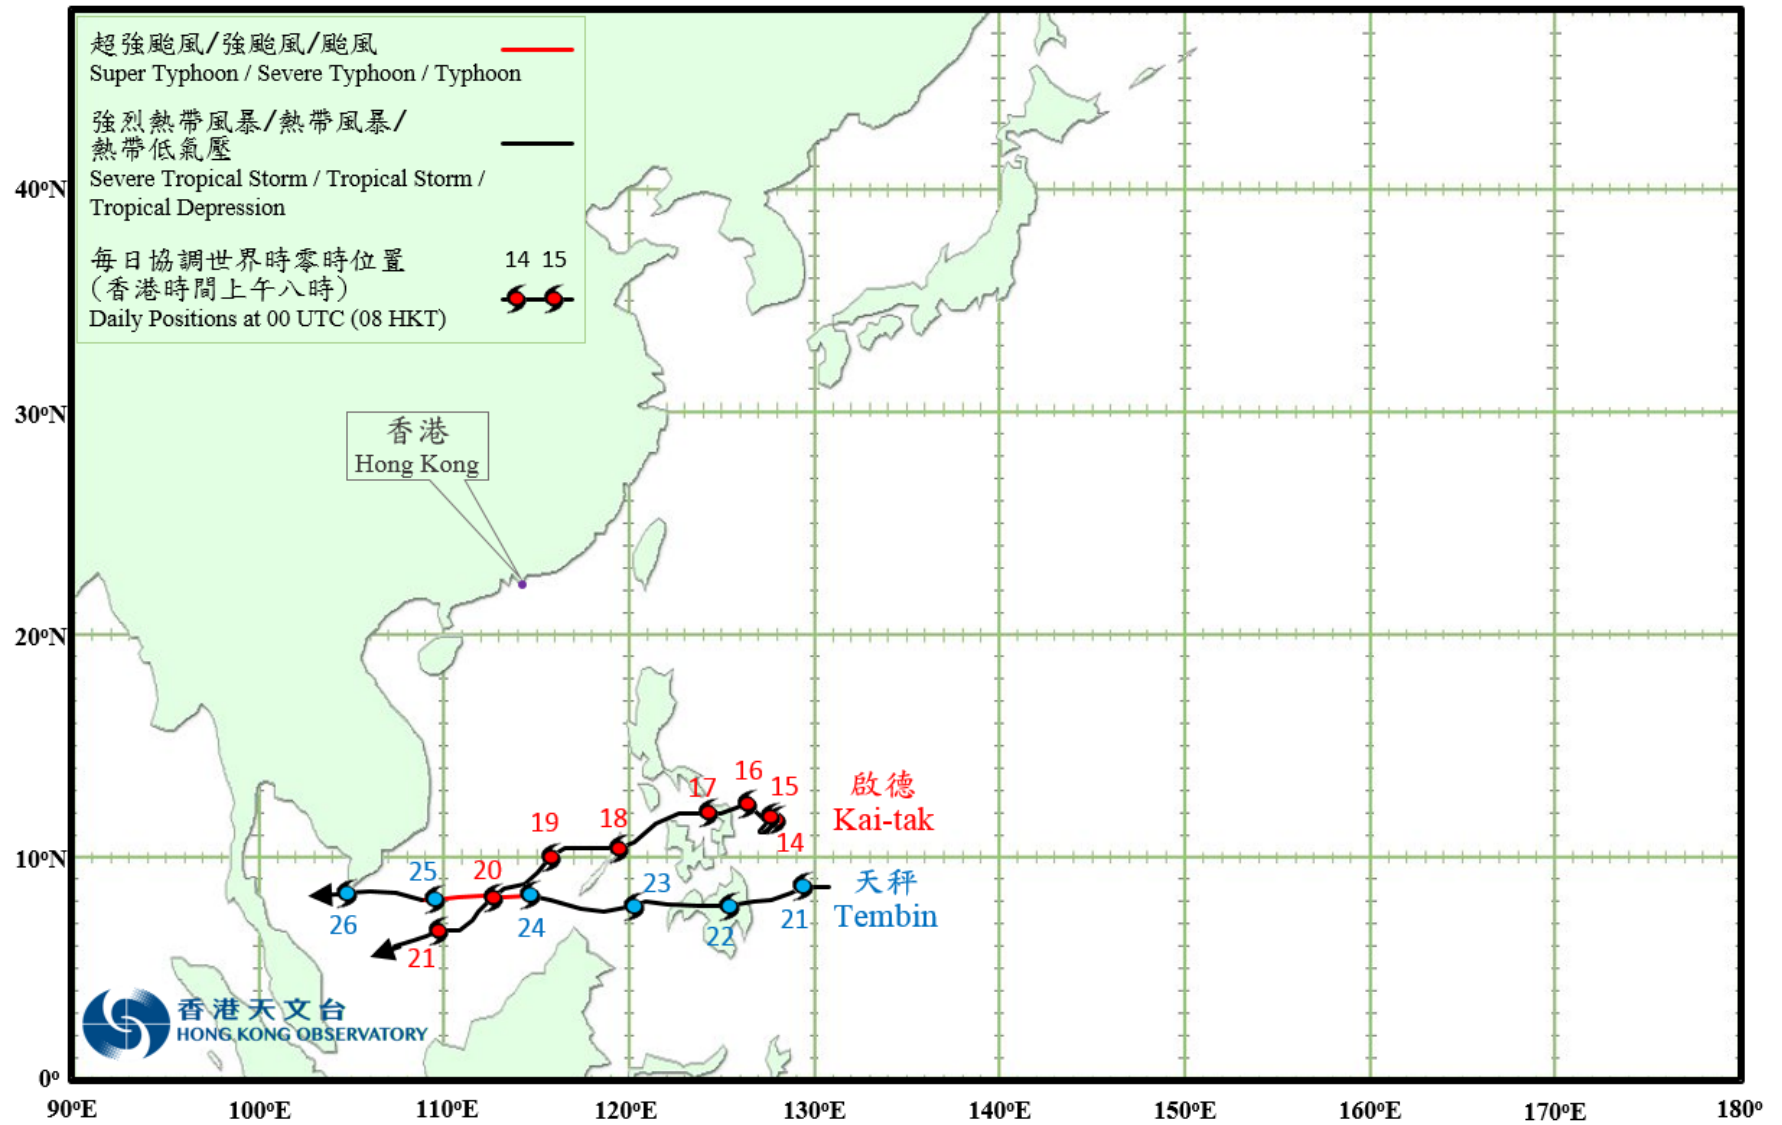 超強颱風/強颱風/颱風
Super Typhoon / Severe Typhoon / Typhoon
強烈熱帶風暴/熱帶風暴/
熱帶低氣壓
Severe Tropical Storm / Tropical Storm /
Tropical Depression
每日協調世界時零時位置
(香港時間上午八時)
Daily Positions at 00 UTC (08 HKT)
14 15
40°N
30°N
香港
Hong Kong
20°N
16
15
17
啟德
Kai-tak
18
19
14
10°N
25
20
23
天秤
Tembin
26
24
22
21
21
香港天文台
HONG KONG OBSERVATORY
0°
90°E 100°E 110°E 120°E 130°E 140°E 150°E 160°E 170°E 180°